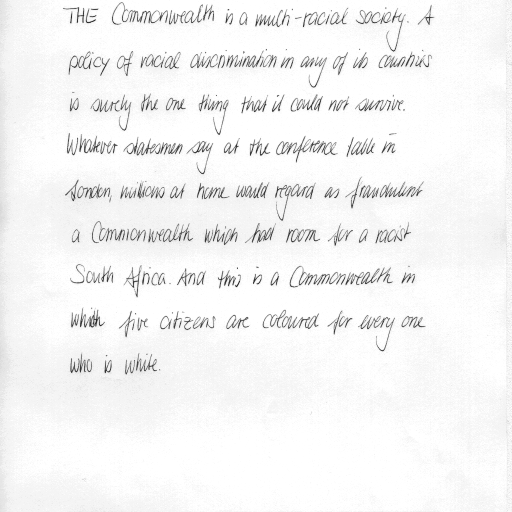 THE Commonwealth is a multi-racial society. A
policy of racial discrimination in any of its countries
is surely the one thing that it could not survive.
Whatever statesmen say at the conference table in
London, millions at home would regard as fraudulent
a Commonwealth which had room for a racist
South Africa. And this is a Commonwealth in
which five citizens are coloured for every one
who is white.